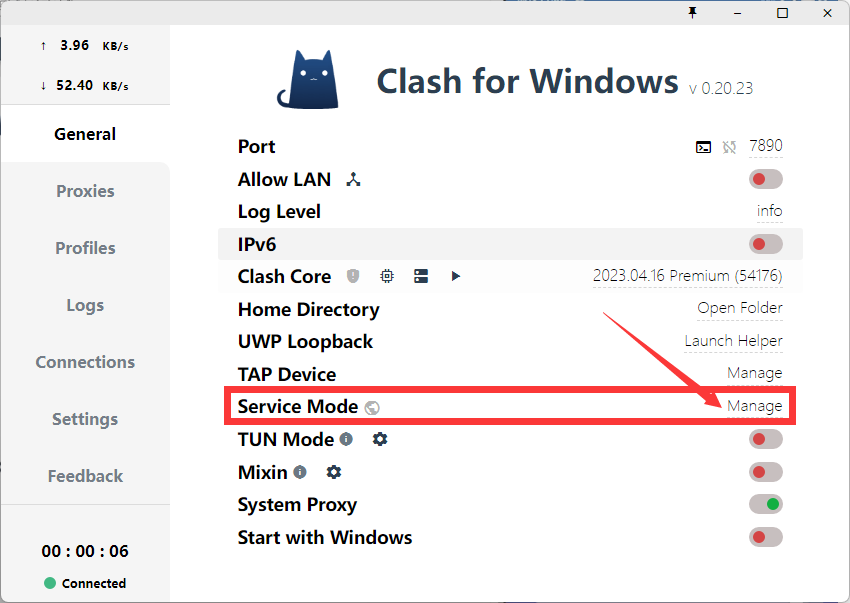 ↑ 3.96 KB/s
↓ 52.40 KB/s
General
Proxies
Profiles
Logs
Connections
Settings
Feedback
00 : 00 : 06
Connected
Clash for Windows v 0.20.23
Port 7890
Allow LAN
Log Level info
IPv6
Clash Core 2023.04.16 Premium (54176)
Home Directory Open Folder
UWP Loopback Launch Helper
TAP Device Manage
Service Mode Manage
TUN Mode
Mixin
System Proxy
Start with Windows